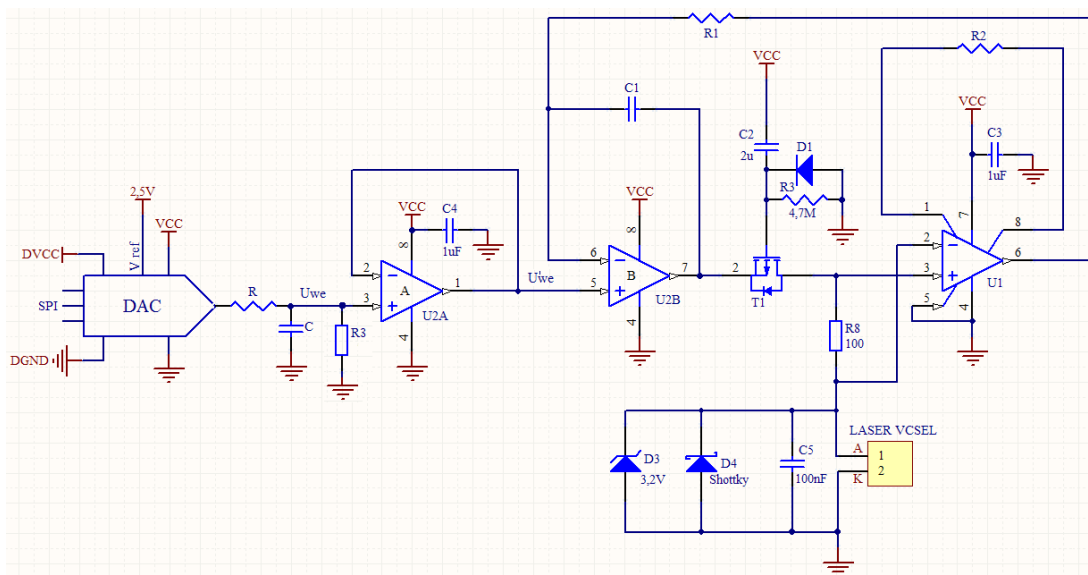 R1
R2
VCC
C1
VCC
C2
2u
D1
C3
1uF
R3
4,7M
2,5V
VCC
V ref
VCC
C4
1uF
VCC
1
7
8
DVCC
8
8
2
6
2
6
SPI
DAC
R
Uwe
2
A
1
U'we
B
7
2
3
U1
3
5
U2B
T1
5
4
C
R3
U2A
4
4
R8
100
DGND
LASER VCSEL
D3
3,2V
D4
Shottky
C5
100nF
A
1
K
2